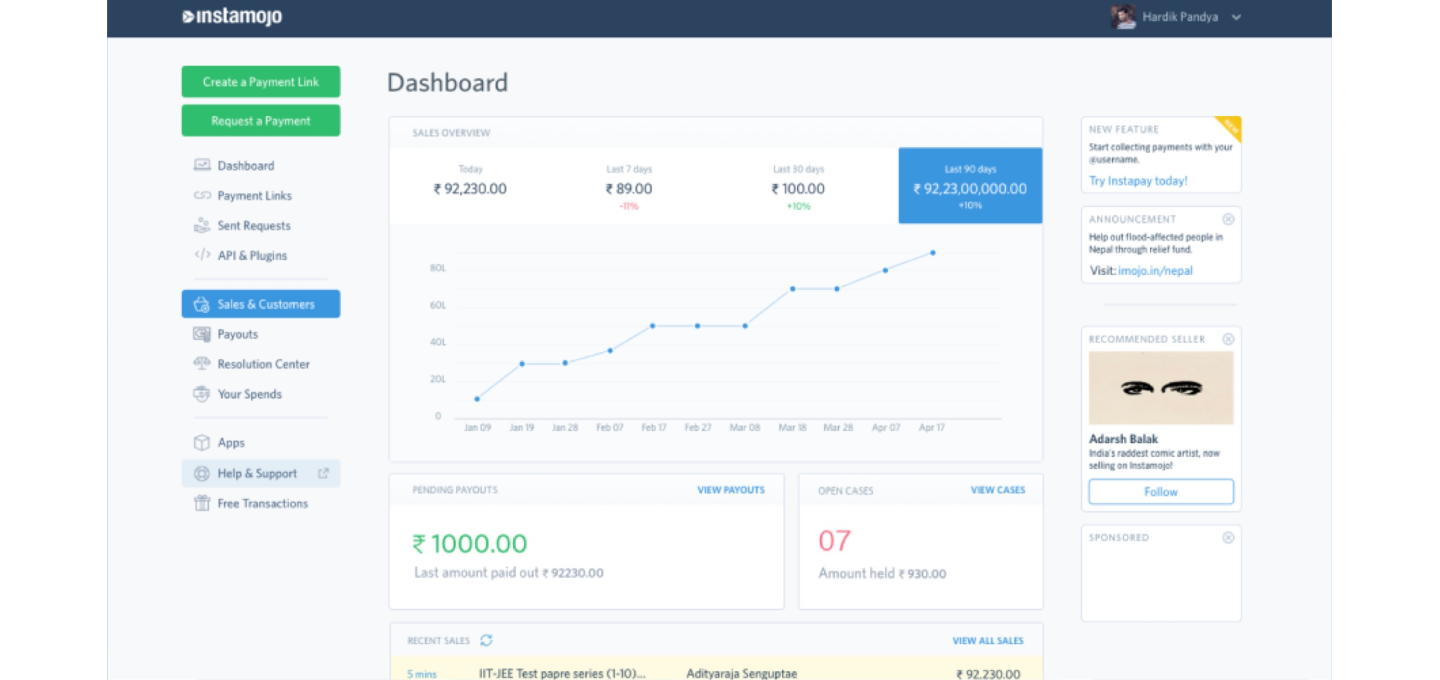 instamojo
Hardik Pandya
Create a Payment Link
Request a Payment
Dashboard
Payment Links
Sent Requests
API & Plugins
Sales & Customers
Payouts
Resolution Center
Your Spends
Apps
Help & Support
Free Transactions
Dashboard
SALES OVERVIEW
Today
₹ 92,230.00
Last 7 days
₹ 89.00
-11%
Last 30 days
₹ 100.00
+10%
Last 90 days
₹ 92,23,00,000.00
+10%
80L
60L
40L
20L
0
Jan 09 Jan 19 Jan 28 Feb 07 Feb 17 Feb 27 Mar 08 Mar 18 Mar 28 Apr 07 Apr 17
PENDING PAYOUTS VIEW PAYOUTS
₹ 1000.00
Last amount paid out ₹ 92230.00
OPEN CASES VIEW CASES
07
Amount held ₹ 930.00
RECENT SALES VIEW ALL SALES
5 mins IIT-JEE Test papre series (1-10)... Adityaraja Senguptae ₹ 92,230.00
NEW FEATURE
NEW
Start collecting payments with your
@username.
Try Instapay today!
ANNOUNCEMENT
Help out flood-affected people in
Nepal through relief fund.
Visit: imojo.in/nepal
RECOMMENDED SELLER
Adarsh Balak
India's raddest comic artist, now
selling on Instamojo!
Follow
SPONSORED